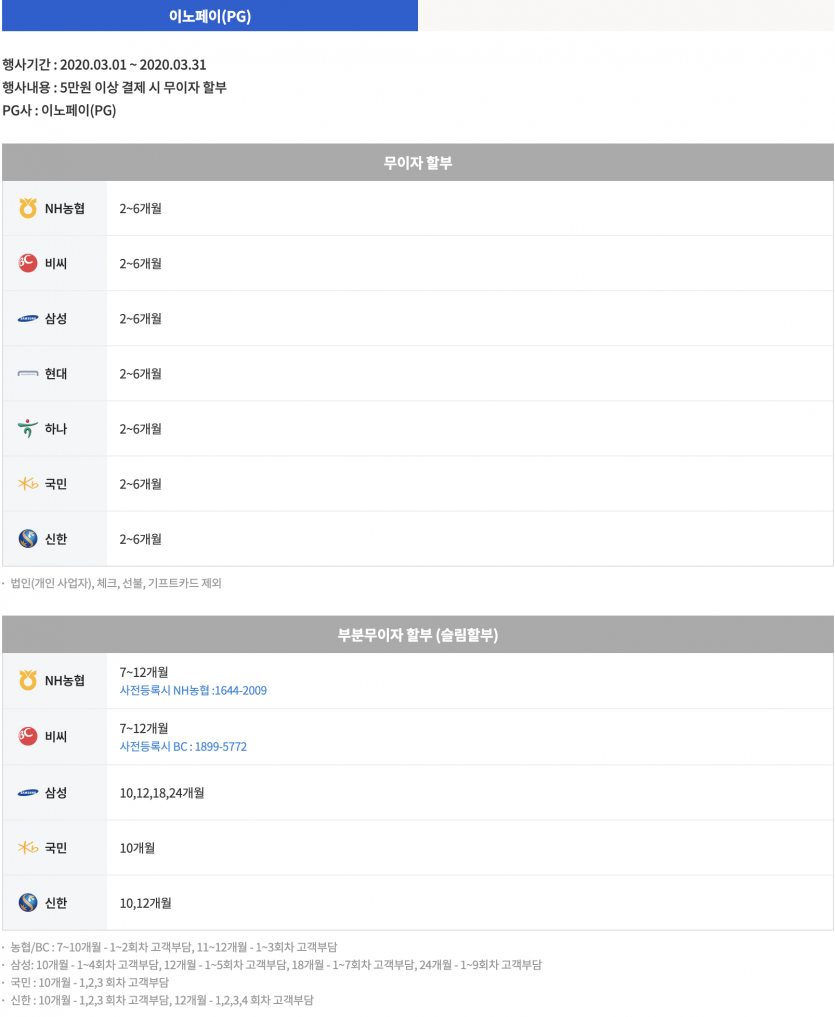 이노페이(PG)
행사기간 : 2020.03.01 ~ 2020.03.31
행사내용 : 5만원 이상 결제 시 무이자 할부
PG사 : 이노페이(PG)
무이자 할부
NH농협 2~6개월
비씨 2~6개월
삼성 2~6개월
현대 2~6개월
하나 2~6개월
국민 2~6개월
신한 2~6개월
· 법인(개인 사업자), 체크, 선불, 기프트카드 제외
부분무이자 할부 (슬림할부)
NH농협 7~12개월
사전등록시 NH농협 :1644-2009
비씨 7~12개월
사전등록시 BC : 1899-5772
삼성 10,12,18,24개월
국민 10개월
신한 10,12개월
· 농협/BC : 7~10개월 - 1~2회차 고객부담, 11~12개월 - 1~3회차 고객부담
· 삼성: 10개월 - 1~4회차 고객부담, 12개월 - 1~5회차 고객부담, 18개월 - 1~7회차 고객부담, 24개월 - 1~9회차 고객부담
· 국민 : 10개월 - 1,2,3 회차 고객부담
· 신한 : 10개월 - 1,2,3 회차 고객부담, 12개월 - 1,2,3,4 회차 고객부담